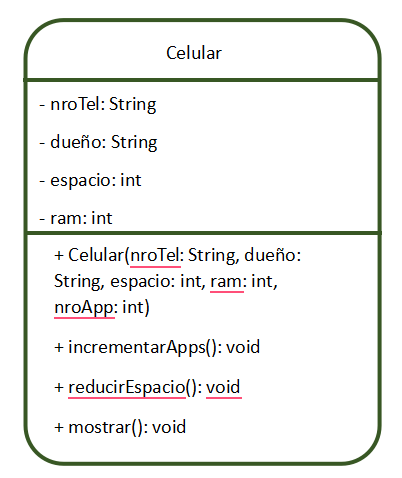 Celular
- nroTel: String
- dueño: String
- espacio: int
- ram: int
+ Celular(nroTel: String, dueño:
String, espacio: int, ram: int,
nroApp: int)
+ incrementarApps(): void
+ reducirEspacio(): void
+ mostrar(): void